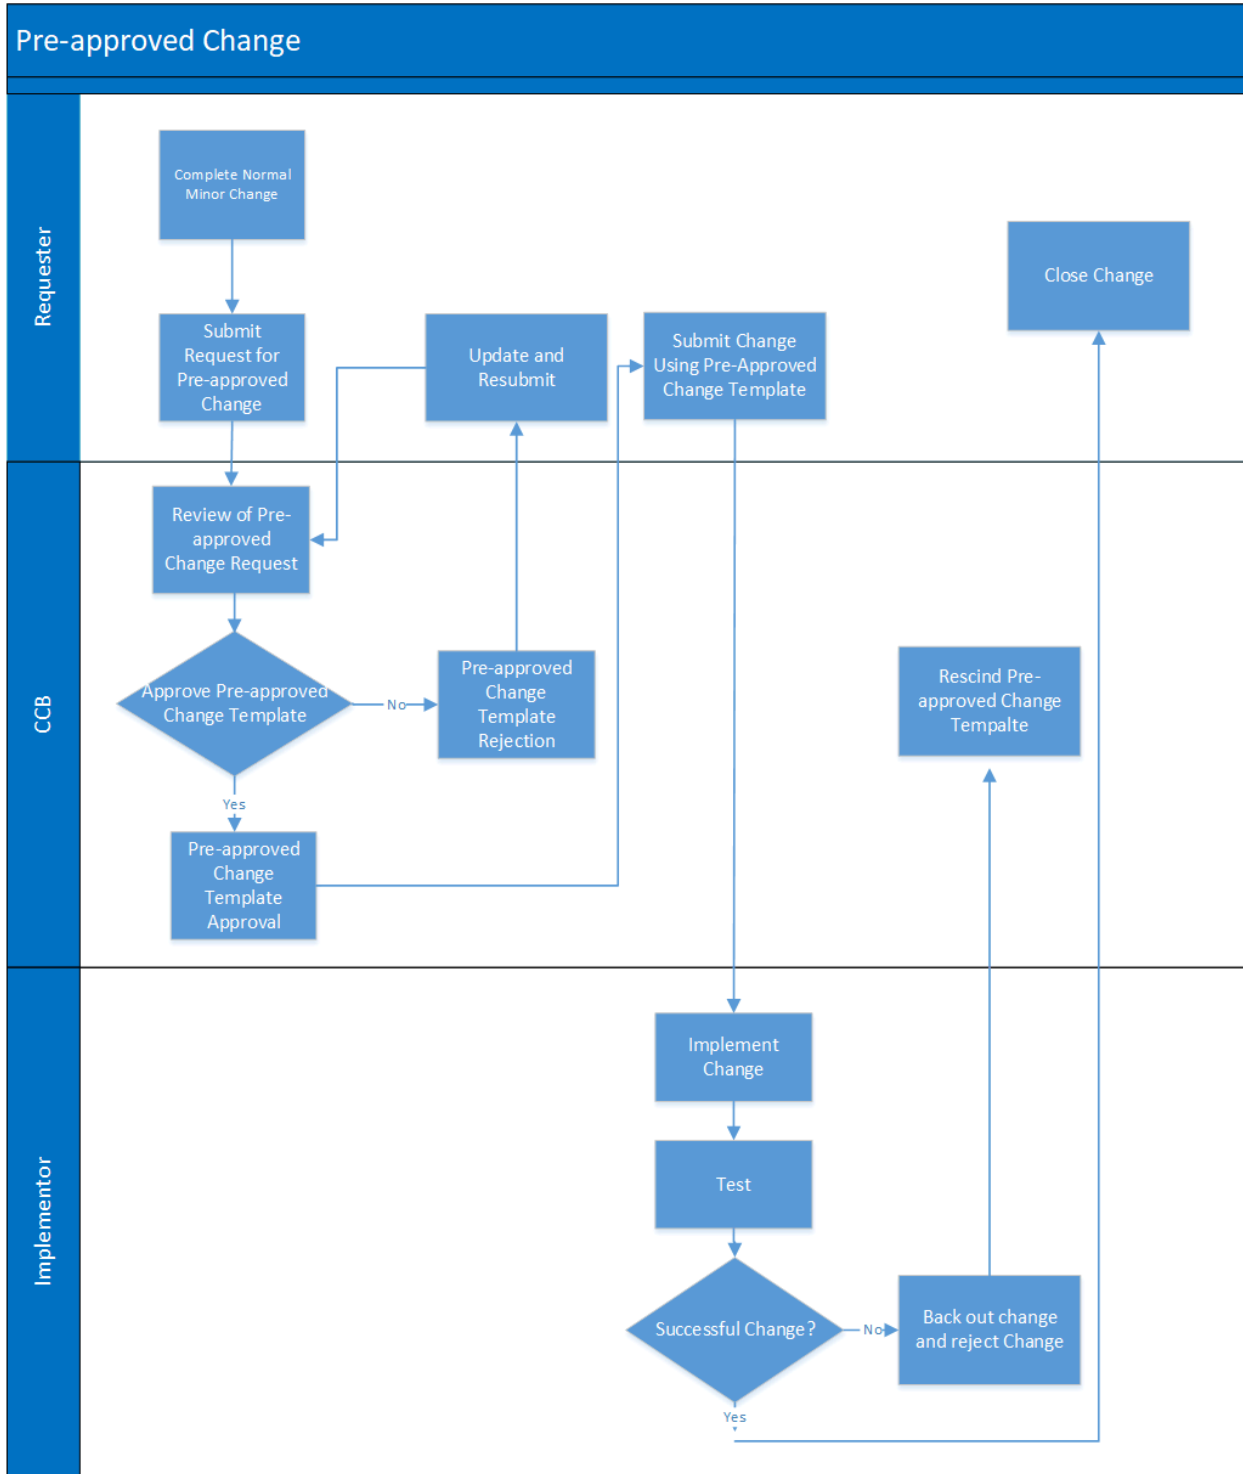 Pre-approved Change
Requester
Complete Normal
Minor Change
Submit
Request for
Pre-approved
Change
Update and
Resubmit
Submit Change
Using Pre-Approved
Change Template
Close Change
CCB
Review of Pre-
approved
Change Request
Approve Pre-approved
Change Template
No
Pre-approved
Change
Template
Rejection
Yes
Pre-approved
Change
Template
Approval
Rescind Pre-
approved Change
Tempalte
Implementor
Implement
Change
Test
Successful Change?
No
Back out change
and reject Change
Yes